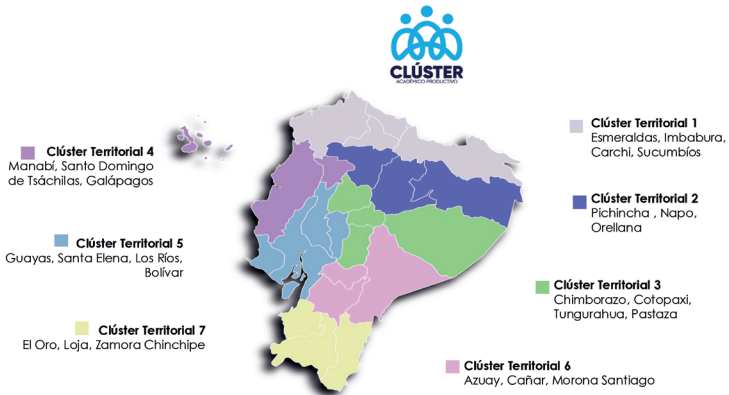 CLÚSTER
ACADÉMICO PRODUCTIVO
Clúster Territorial 1
Esmeraldas, Imbabura,
Carchi, Sucumbíos
Clúster Territorial 4
Manabí, Santo Domingo
de Tsáchilas, Galápagos
Clúster Territorial 2
Pichincha , Napo,
Orellana
Clúster Territorial 5
Guayas, Santa Elena, Los Ríos,
Bolívar
Clúster Territorial 3
Chimborazo, Cotopaxi,
Tungurahua, Pastaza
Clúster Territorial 7
El Oro, Loja, Zamora Chinchipe
Clúster Territorial 6
Azuay, Cañar, Morona Santiago